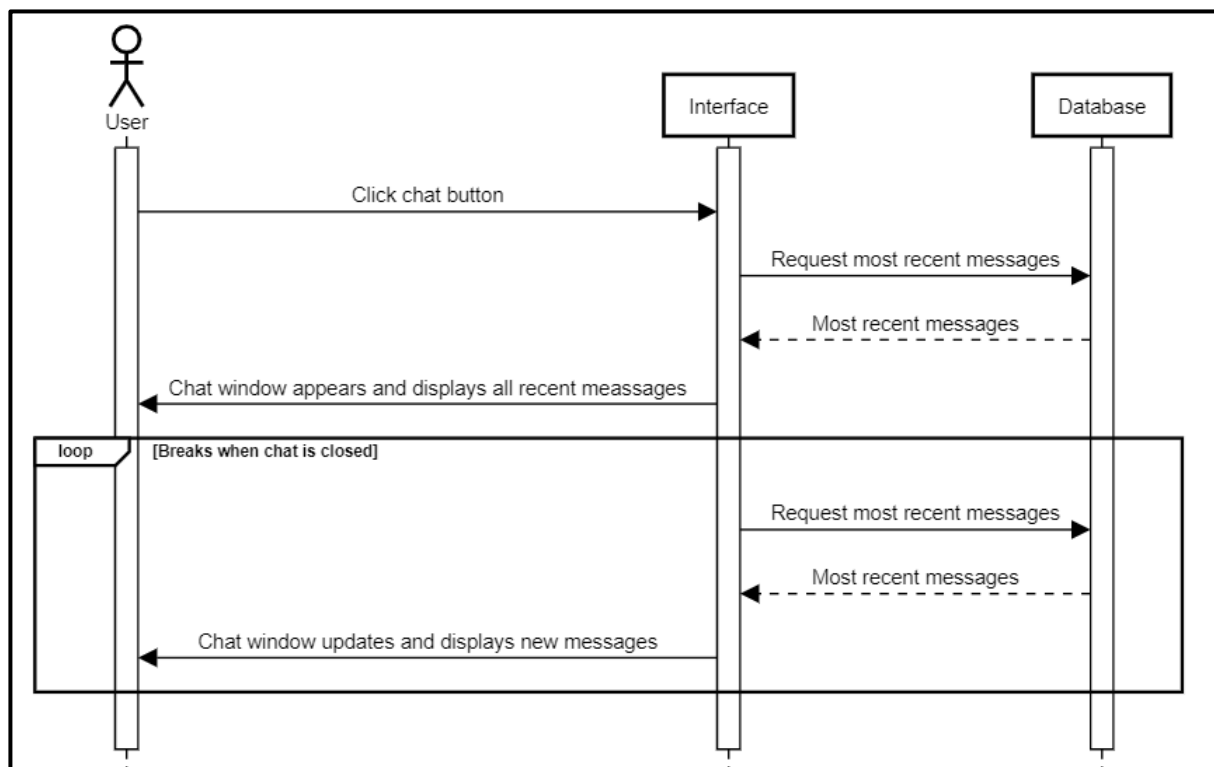 User
Interface
Database
Click chat button
Request most recent messages
Most recent messages
Chat window appears and displays all recent meassages
loop
[Breaks when chat is closed]
Request most recent messages
Most recent messages
Chat window updates and displays new messages